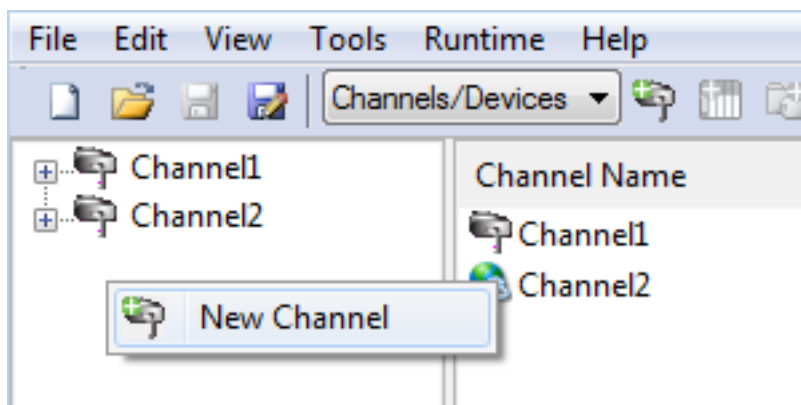 File Edit View Tools Runtime Help
Channels/Devices
Channel1
Channel2
Channel Name
Channel1
Channel2
New Channel